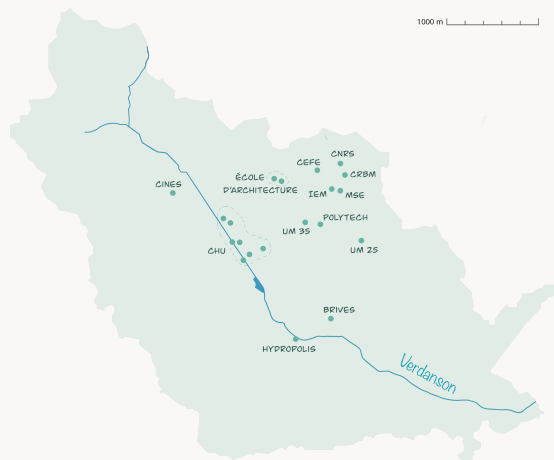 1000 m
CNRS
CEFE
CRBM
ÉCOLE
D'ARCHITECTURE
CINES
IEM
MSE
POLYTECH
UM 3S
UM 2S
CHU
BRIVES
HYDROPOLIS
Verdanson